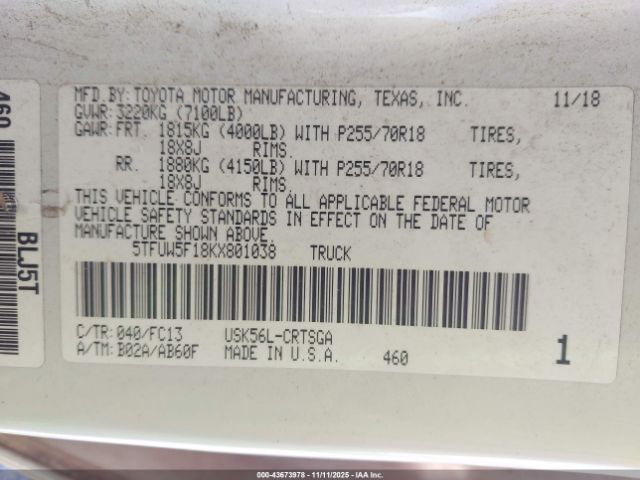 MFD.BY:TOYOTA MOTOR MANUFACTURING, TEXAS, INC. 11/18
GVWR:3220KG (7100LB)
GAWR:FRT. 1815KG (4000LB) WITH P255/70R18 TIRES,
18X8J RIMS.
RR. 1880KG (4150LB) WITH P255/70R18 TIRES,
18X8J RIMS.
THIS VEHICLE CONFORMS TO ALL APPLICABLE FEDERAL MOTOR
VEHICLE SAFETY STANDARDS IN EFFECT ON THE DATE OF
MANUFACTURE SHOWN ABOVE.
5TFUW5F18KX801038 TRUCK
C/TR:040/FC13 USK56L-CRTSGA
A/TM:B02A/AB60F MADE IN U.S.A. 460 1
460
BLJ5T
000-43673978 - 11/11/2025 - IAAI.COM